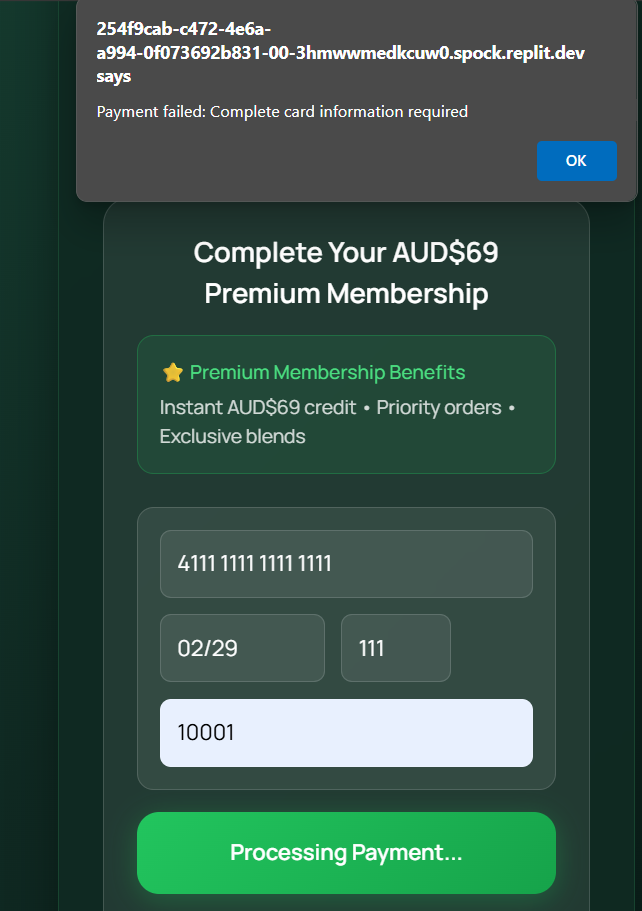 254f9cab-c472-4e6a-
a994-0f073692b831-00-3hmwwmedkcuw0.spock.replit.dev
says
Payment failed: Complete card information required
OK
Complete Your AUD$69
Premium Membership
⭐ Premium Membership Benefits
Instant AUD$69 credit • Priority orders •
Exclusive blends
4111 1111 1111 1111
02/29 111
10001
Processing Payment...